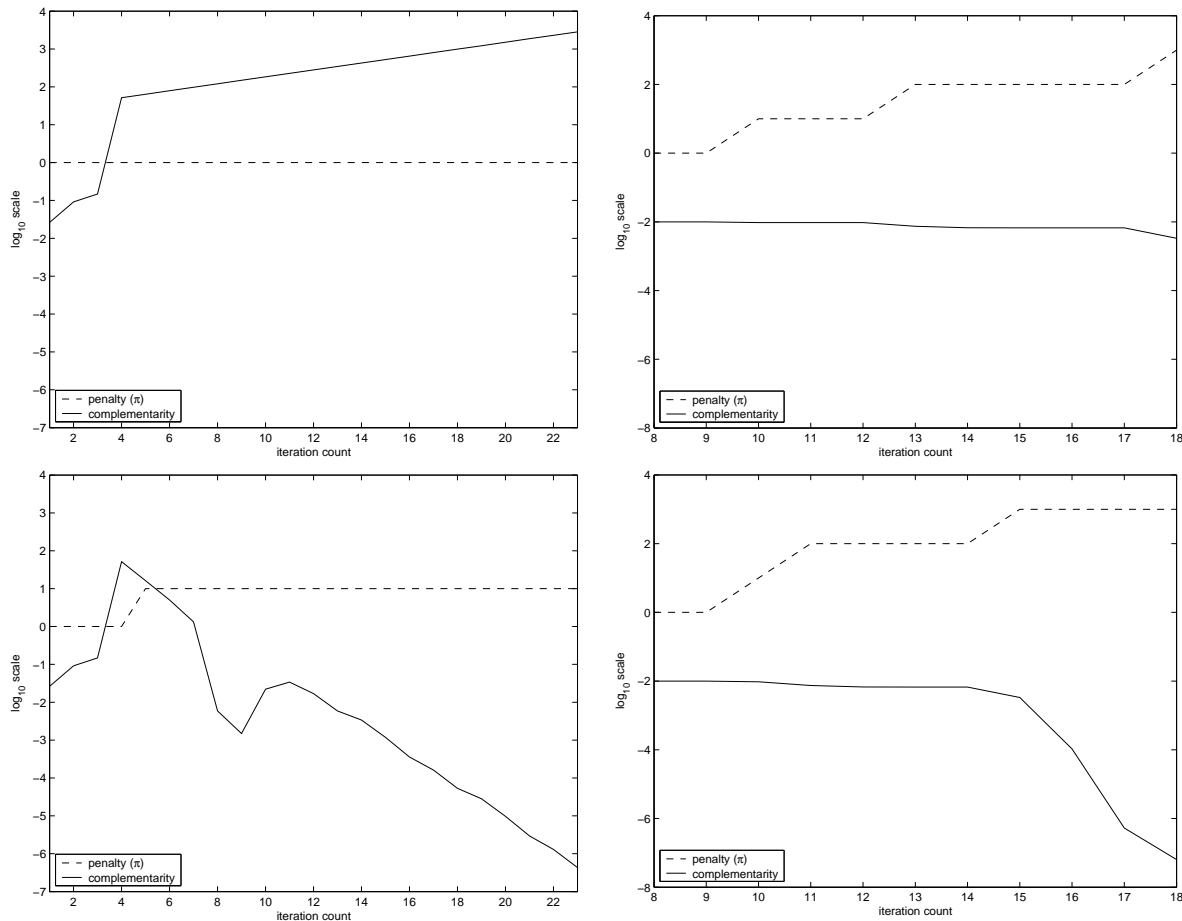 4
3
2
1
0
−1
−2
−3
−4
−5
−6
−7
log10 scale
penalty (π)
complementarity
2 4 6 8 10 12 14 16 18 20 22
iteration count
4
2
0
−2
−4
−6
−8
log10 scale
penalty (π)
complementarity
8 9 10 11 12 13 14 15 16 17 18
iteration count
4
3
2
1
0
−1
−2
−3
−4
−5
−6
−7
log10 scale
penalty (π)
complementarity
2 4 6 8 10 12 14 16 18 20 22
iteration count
4
2
0
−2
−4
−6
−8
log10 scale
penalty (π)
complementarity
8 9 10 11 12 13 14 15 16 17 18
iteration count